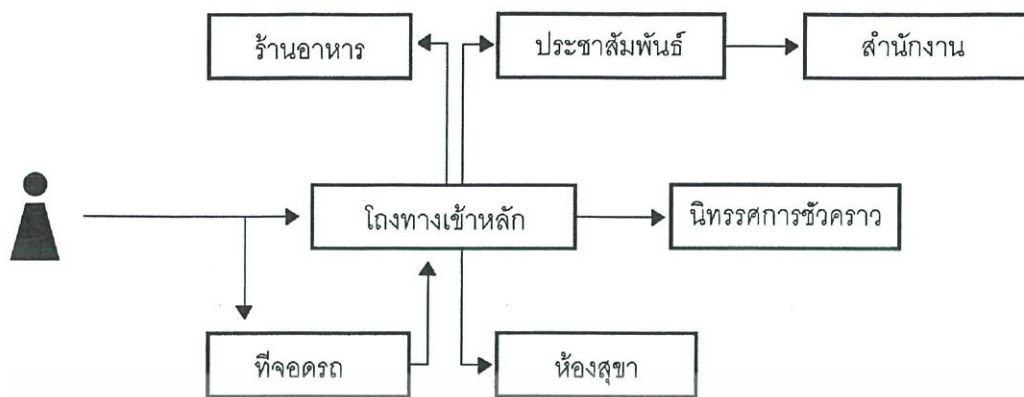 ร้านอาหาร
ประชาสัมพันธ์
สำนักงาน
โถงทางเข้าหลัก
นิทรรศการชัวคราว
ที่จอดรถ
ห้องสุขา